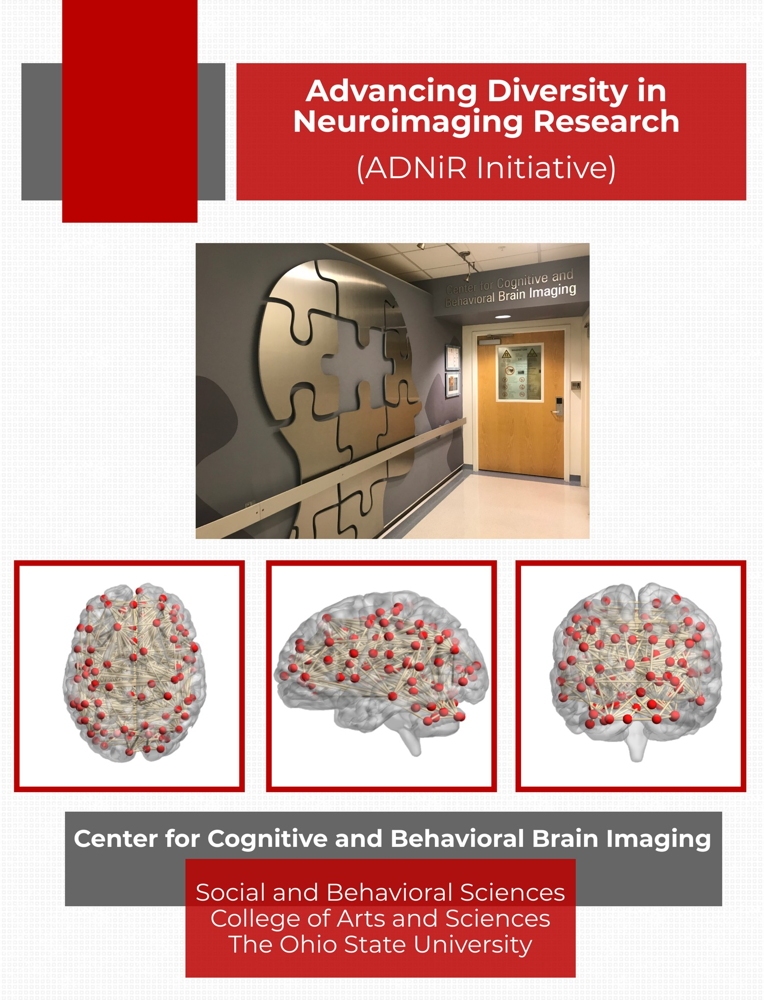 Advancing Diversity in
Neuroimaging Research
(ADNiR Initiative)
Center for Cognitive and
Behavioral Brain Imaging
MAGNETOM
3T
Center for Cognitive and Behavioral Brain Imaging
Social and Behavioral Sciences
College of Arts and Sciences
The Ohio State University